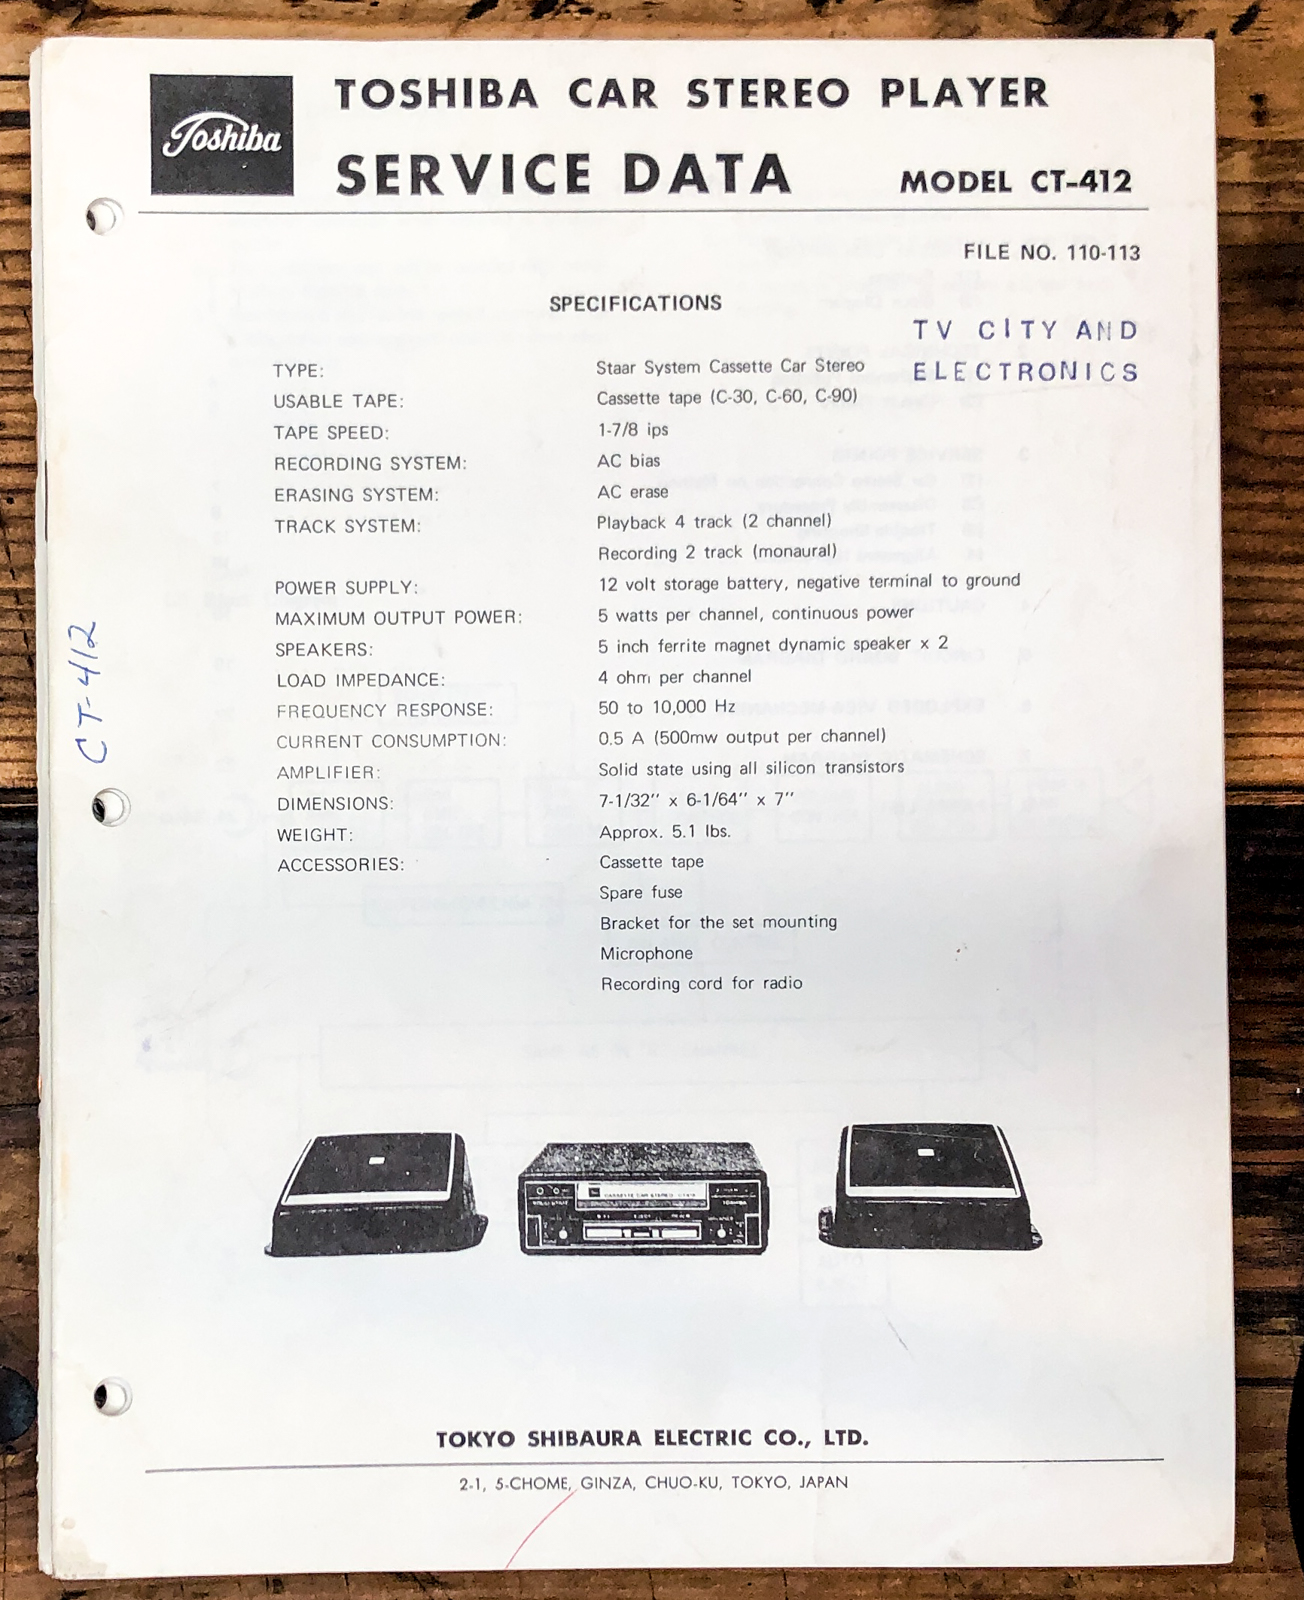 Toshiba
TOSHIBA CAR STEREO PLAYER
SERVICE DATA MODEL CT-412
FILE NO. 110-113
SPECIFICATIONS
TV CITY AND
ELECTRONICS
TYPE: Staar System Cassette Car Stereo
USABLE TAPE: Cassette tape (C-30, C-60, C-90)
TAPE SPEED: 1-7/8 ips
RECORDING SYSTEM: AC bias
ERASING SYSTEM: AC erase
TRACK SYSTEM: Playback 4 track (2 channel)
Recording 2 track (monaural)
POWER SUPPLY: 12 volt storage battery, negative terminal to ground
MAXIMUM OUTPUT POWER: 5 watts per channel, continuous power
SPEAKERS: 5 inch ferrite magnet dynamic speaker x 2
LOAD IMPEDANCE: 4 ohm per channel
FREQUENCY RESPONSE: 50 to 10,000 Hz
CURRENT CONSUMPTION: 0.5 A (500mw output per channel)
AMPLIFIER: Solid state using all silicon transistors
DIMENSIONS: 7-1/32" x 6-1/64" x 7"
WEIGHT: Approx. 5.1 lbs.
ACCESSORIES: Cassette tape
Spare fuse
Bracket for the set mounting
Microphone
Recording cord for radio
CT-412
CASSETTE CAR STEREO
TOSHIBA
TOKYO SHIBAURA ELECTRIC CO., LTD.
2-1, 5-CHOME, GINZA, CHUO-KU, TOKYO, JAPAN